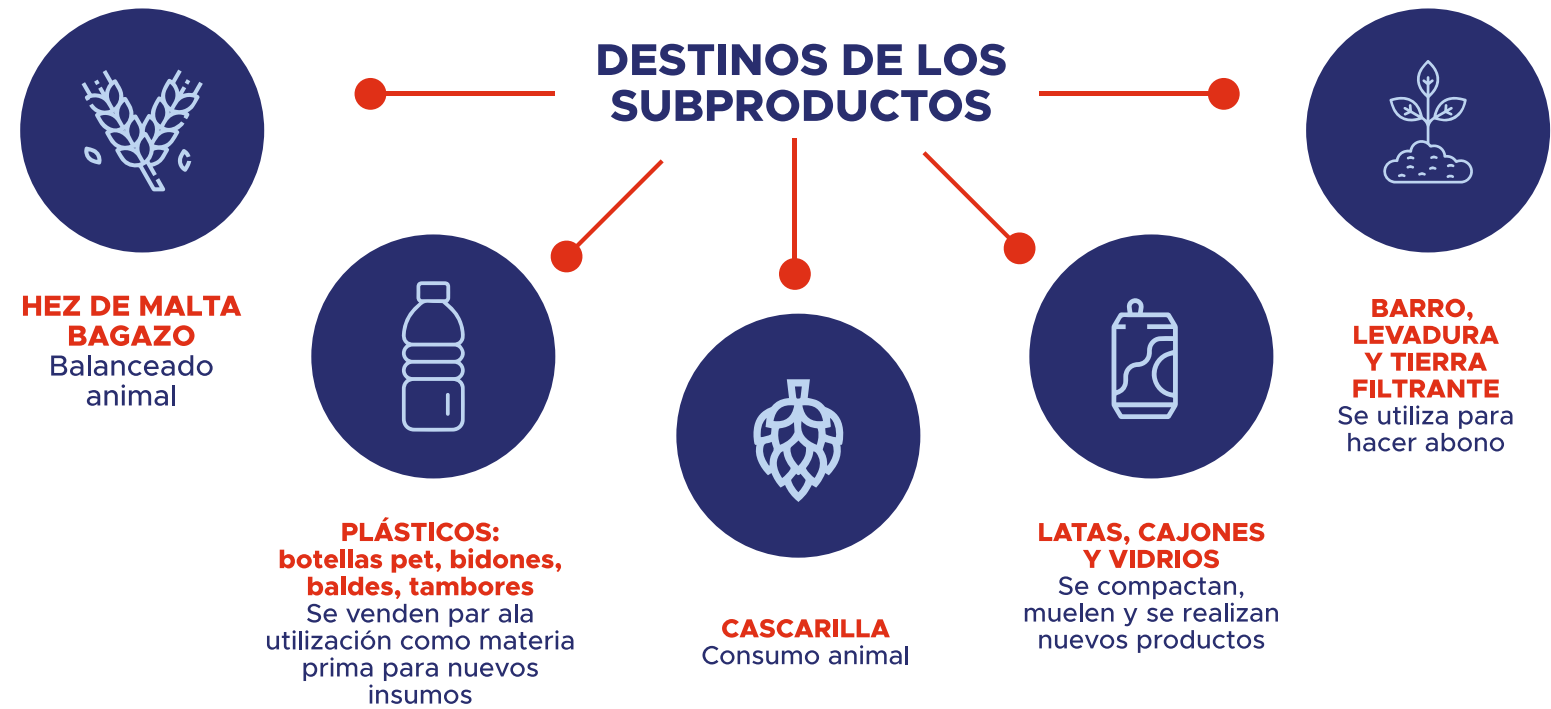 DESTINOS DE LOS
SUBPRODUCTOS
HEZ DE MALTA
BAGAZO
Balanceado
animal
PLÁSTICOS:
botellas pet, bidones,
baldes, tambores
Se venden par ala
utilización como materia
prima para nuevos
insumos
CASCARILLA
Consumo animal
LATAS, CAJONES
Y VIDRIOS
Se compactan,
muelen y se realizan
nuevos productos
BARRO,
LEVADURA
Y TIERRA
FILTRANTE
Se utiliza para
hacer abono